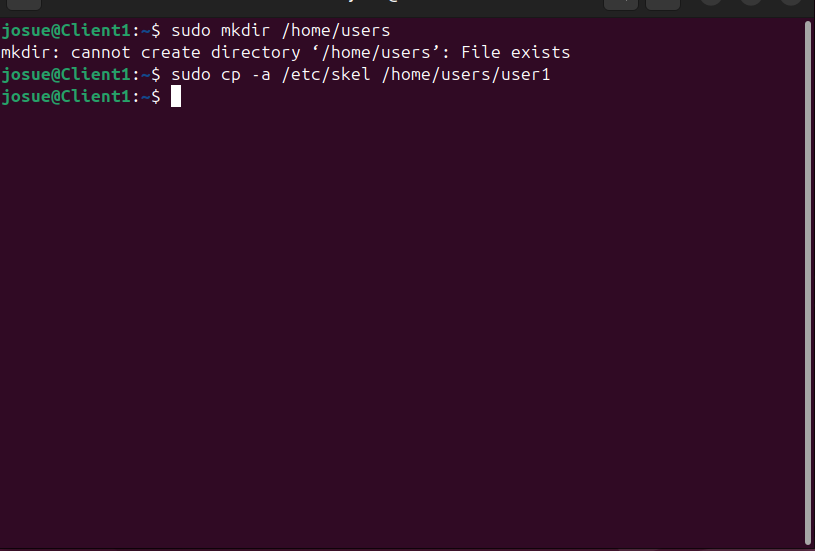 josue@Client1:~$ sudo mkdir /home/users
mkdir: cannot create directory ‘/home/users’: File exists
josue@Client1:~$ sudo cp -a /etc/skel /home/users/user1
josue@Client1:~$